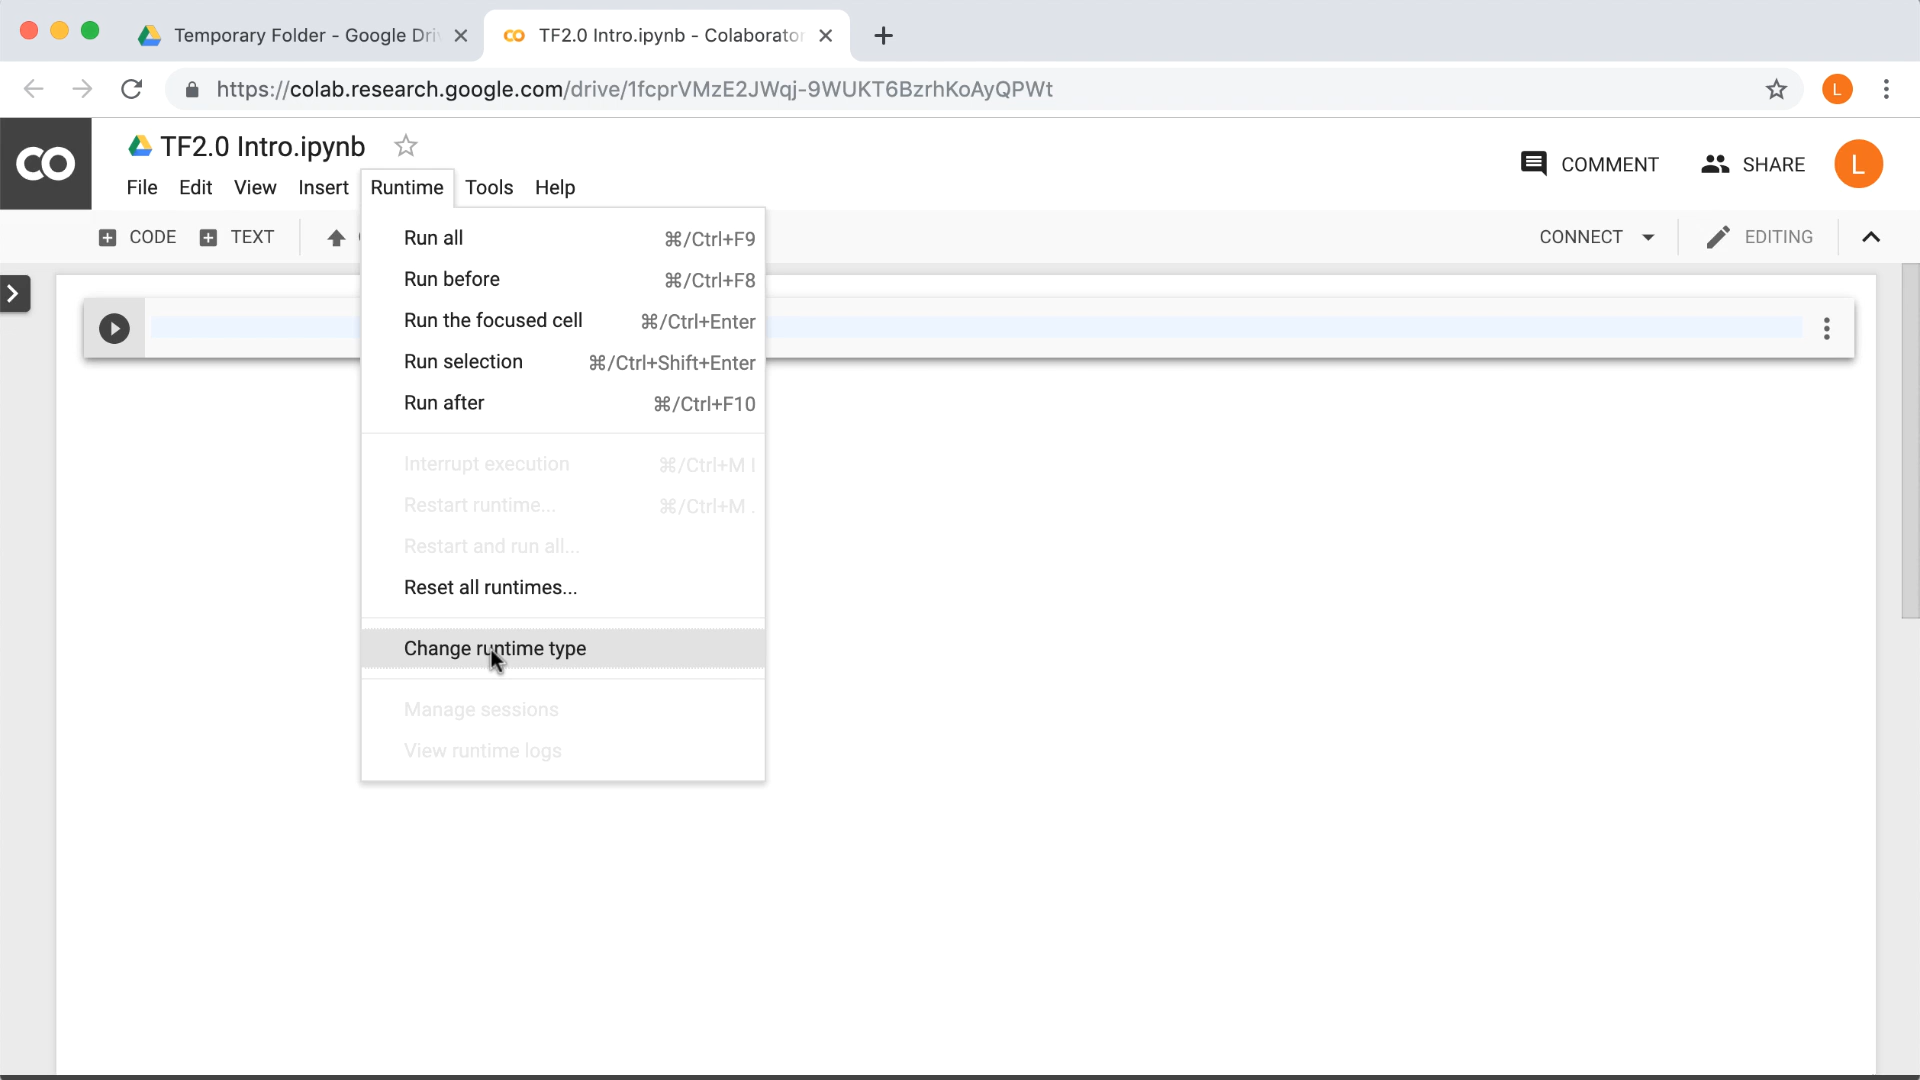 Temporary Folder - Google Dri
TF2.0 Intro.ipynb - Colaborator
https://colab.research.google.com/drive/1fcprVMzE2JWqj-9WUKT6BzrhKoAyQPWt
L
CO
TF2.0 Intro.ipynb
COMMENT
SHARE
L
File Edit View Insert Runtime Tools Help
CODE
TEXT
CONNECT
EDITING
Run all ⌘/Ctrl+F9
Run before ⌘/Ctrl+F8
Run the focused cell ⌘/Ctrl+Enter
Run selection ⌘/Ctrl+Shift+Enter
Run after ⌘/Ctrl+F10
Interrupt execution ⌘/Ctrl+M I
Restart runtime... ⌘/Ctrl+M .
Restart and run all...
Reset all runtimes...
Change runtime type
Manage sessions
View runtime logs